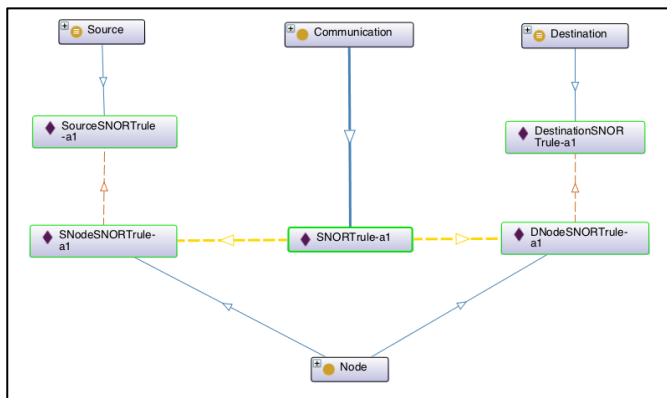 Source
Communication
Destination
SourceSNORTrule
-a1
DestinationSNOR
Trule-a1
SNodeSNORTrule-
a1
SNORTrule-a1
DNodeSNORTrule-
a1
Node